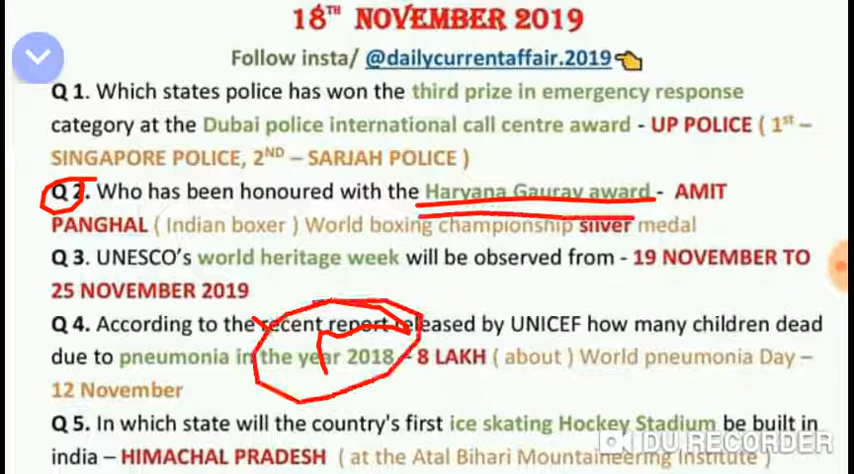 18TH NOVEMBER 2019
Follow insta/ @dailycurrentaffair.2019
Q 1. Which states police has won the third prize in emergency response
category at the Dubai police international call centre award - UP POLICE ( 1st –
SINGAPORE POLICE, 2ND – SARJAH POLICE )
Q 2. Who has been honoured with the Haryana Gaurav award - AMIT
PANGHAL ( Indian boxer ) World boxing championship silver medal
Q 3. UNESCO's world heritage week will be observed from - 19 NOVEMBER TO
25 NOVEMBER 2019
Q 4. According to the recent report released by UNICEF how many children dead
due to pneumonia in the year 2018 - 8 LAKH ( about ) World pneumonia Day –
12 November
Q 5. In which state will the country's first ice skating Hockey Stadium be built in
india – HIMACHAL PRADESH ( at the Atal Bihari Mountaineering Institute )
DU RECORDER